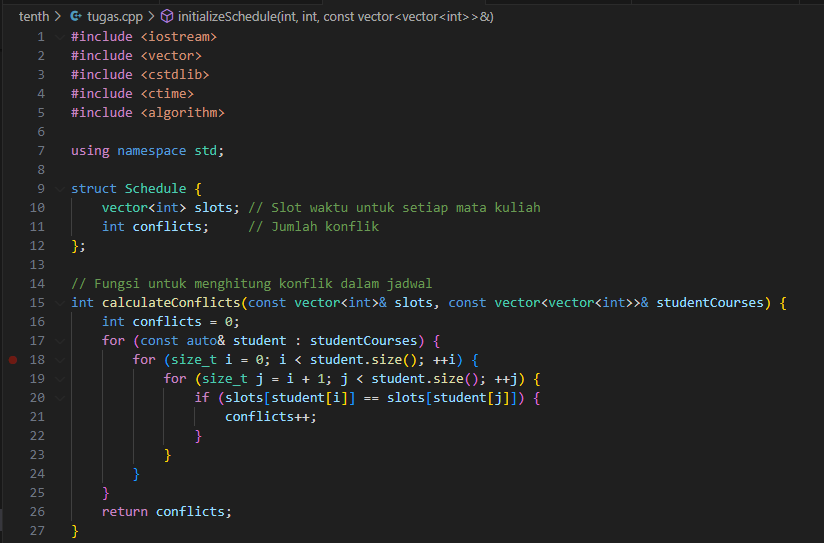 tenth > tugas.cpp > initializeSchedule(int, int, const vector<vector<int>>&)
1 #include <iostream>
2 #include <vector>
3 #include <cstdlib>
4 #include <ctime>
5 #include <algorithm>
6
7 using namespace std;
8
9 struct Schedule {
10     vector<int> slots; // Slot waktu untuk setiap mata kuliah
11     int conflicts;     // Jumlah konflik
12 };
13
14 // Fungsi untuk menghitung konflik dalam jadwal
15 int calculateConflicts(const vector<int>& slots, const vector<vector<int>>& studentCourses) {
16     int conflicts = 0;
17     for (const auto& student : studentCourses) {
18         for (size_t i = 0; i < student.size(); ++i) {
19             for (size_t j = i + 1; j < student.size(); ++j) {
20                 if (slots[student[i]] == slots[student[j]]) {
21                     conflicts++;
22                 }
23             }
24         }
25     }
26     return conflicts;
27 }